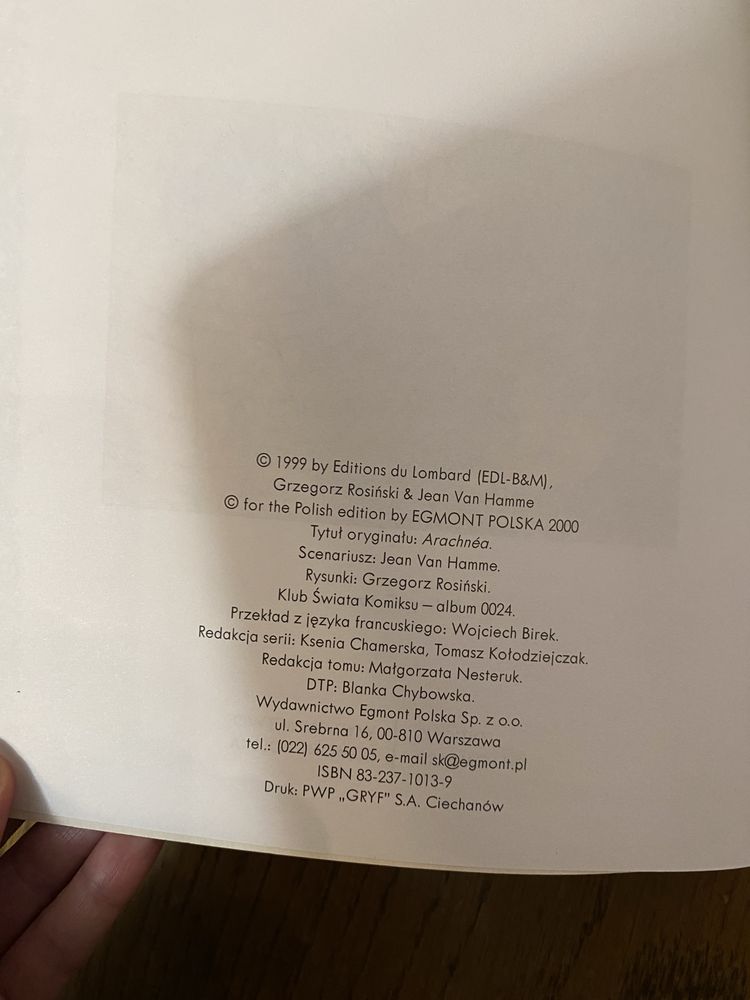 © 1999 by Editions du Lombard (EDL-B&M),
Grzegorz Rosiński & Jean Van Hamme
© for the Polish edition by EGMONT POLSKA 2000
Tytuł oryginału: Arachnéa.
Scenariusz: Jean Van Hamme.
Rysunki: Grzegorz Rosiński.
Klub Świata Komiksu – album 0024.
Przekład z języka francuskiego: Wojciech Birek.
Redakcja serii: Ksenia Chamerska, Tomasz Kołodziejczak.
Redakcja tomu: Małgorzata Nesteruk.
DTP: Blanka Chybowska.
Wydawnictwo Egmont Polska Sp. z o.o.
ul. Srebrna 16, 00-810 Warszawa
tel.: (022) 625 50 05, e-mail sk@egmont.pl
ISBN 83-237-1013-9
Druk: PWP „GRYF” S.A. Ciechanów